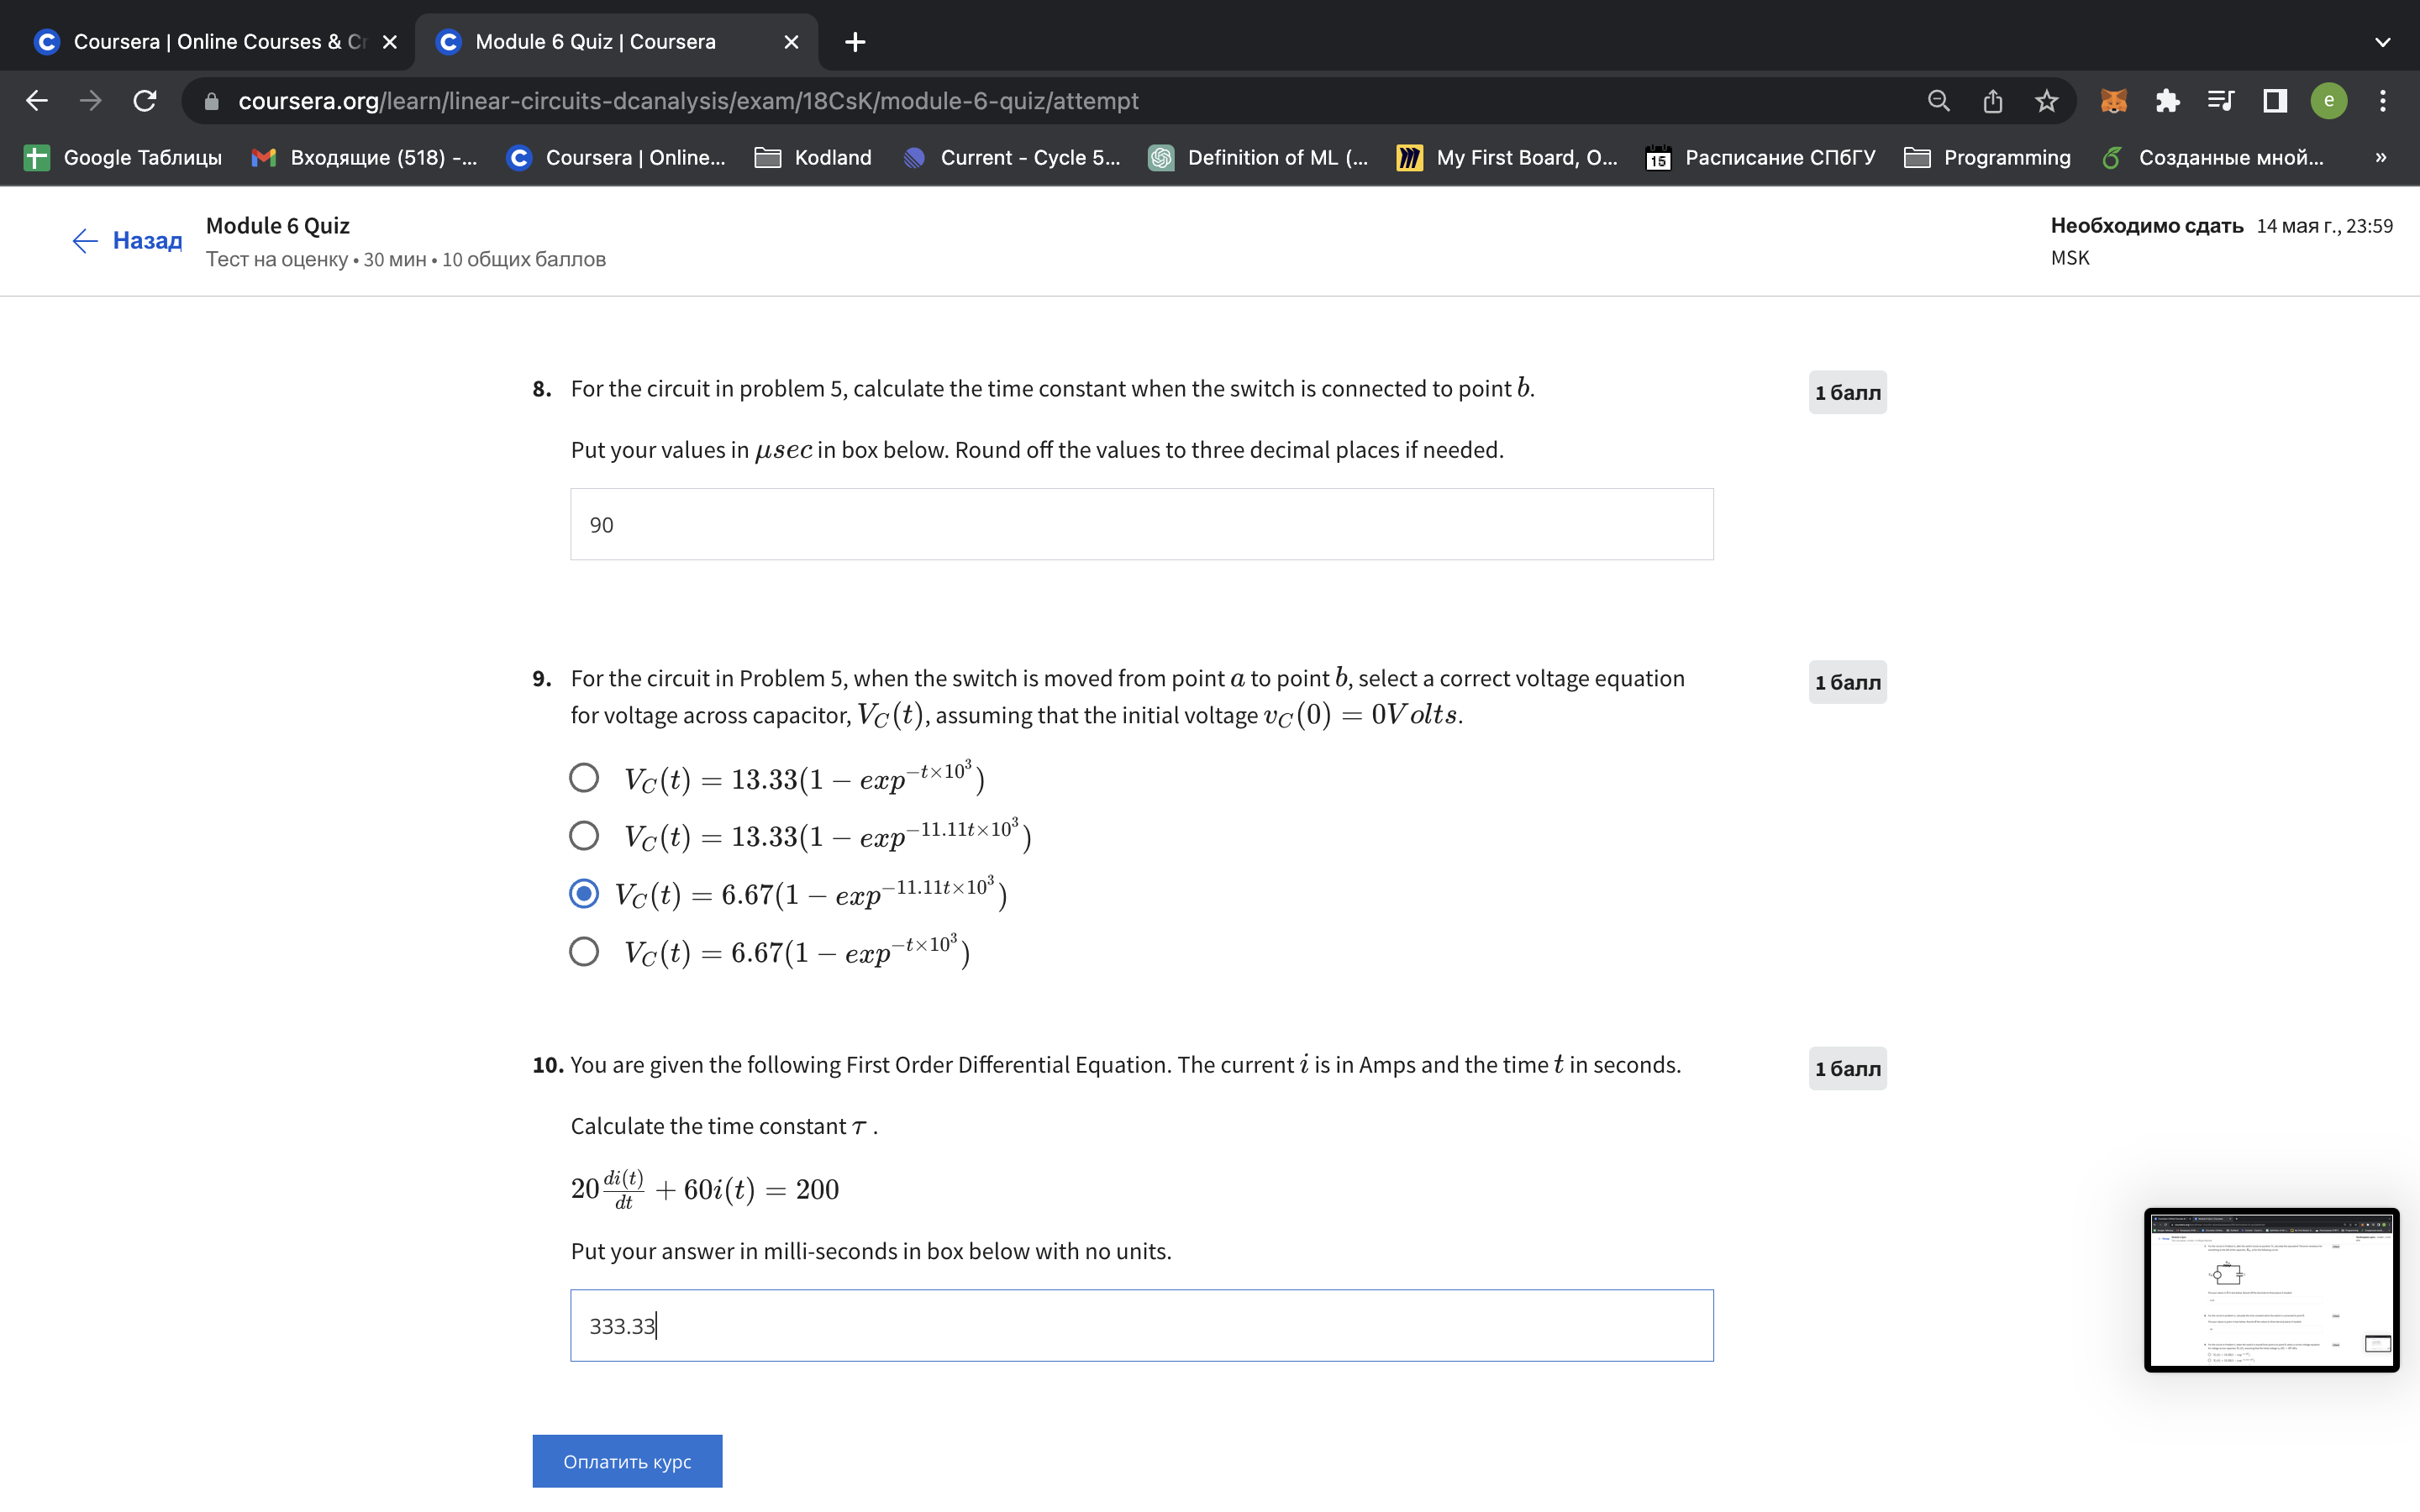 Coursera | Online Courses & Cr
Module 6 Quiz | Coursera
coursera.org/learn/linear-circuits-dcanalysis/exam/18CsK/module-6-quiz/attempt
e
Google Таблицы Входящие (518) -... Coursera | Online... Kodland Current - Cycle 5... Definition of ML (... My First Board, O... 15 Расписание СПбГУ Programming Созданные мной... »
Назад
Module 6 Quiz
Тест на оценку • 30 мин • 10 общих баллов
Необходимо сдать 14 мая г., 23:59
MSK
8. For the circuit in problem 5, calculate the time constant when the switch is connected to point b.
1 балл
Put your values in μsec in box below. Round off the values to three decimal places if needed.
90
9. For the circuit in Problem 5, when the switch is moved from point a to point b, select a correct voltage equation
for voltage across capacitor, V_C(t), assuming that the initial voltage v_C(0) = 0Volts.
1 балл
V_C(t) = 13.33(1 − exp^{−t×10^3})
V_C(t) = 13.33(1 − exp^{−11.11t×10^3})
V_C(t) = 6.67(1 − exp^{−11.11t×10^3})
V_C(t) = 6.67(1 − exp^{−t×10^3})
10. You are given the following First Order Differential Equation. The current i is in Amps and the time t in seconds.
1 балл
Calculate the time constant τ .
20 di(t)/dt + 60i(t) = 200
Put your answer in milli-seconds in box below with no units.
333.33
Оплатить курс